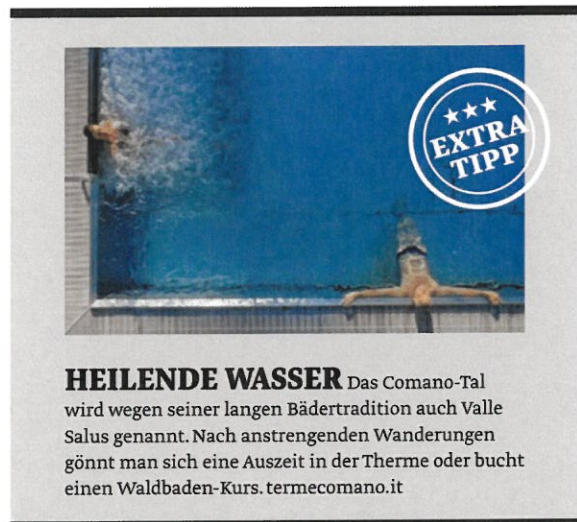 EXTRA
TIPP
HEILENDE WASSER Das Comano-Tal
wird wegen seiner langen Bädertradition auch Valle
Salus genannt. Nach anstrengenden Wanderungen
gönnt man sich eine Auszeit in der Therme oder bucht
einen Waldbaden-Kurs. termecomano.it